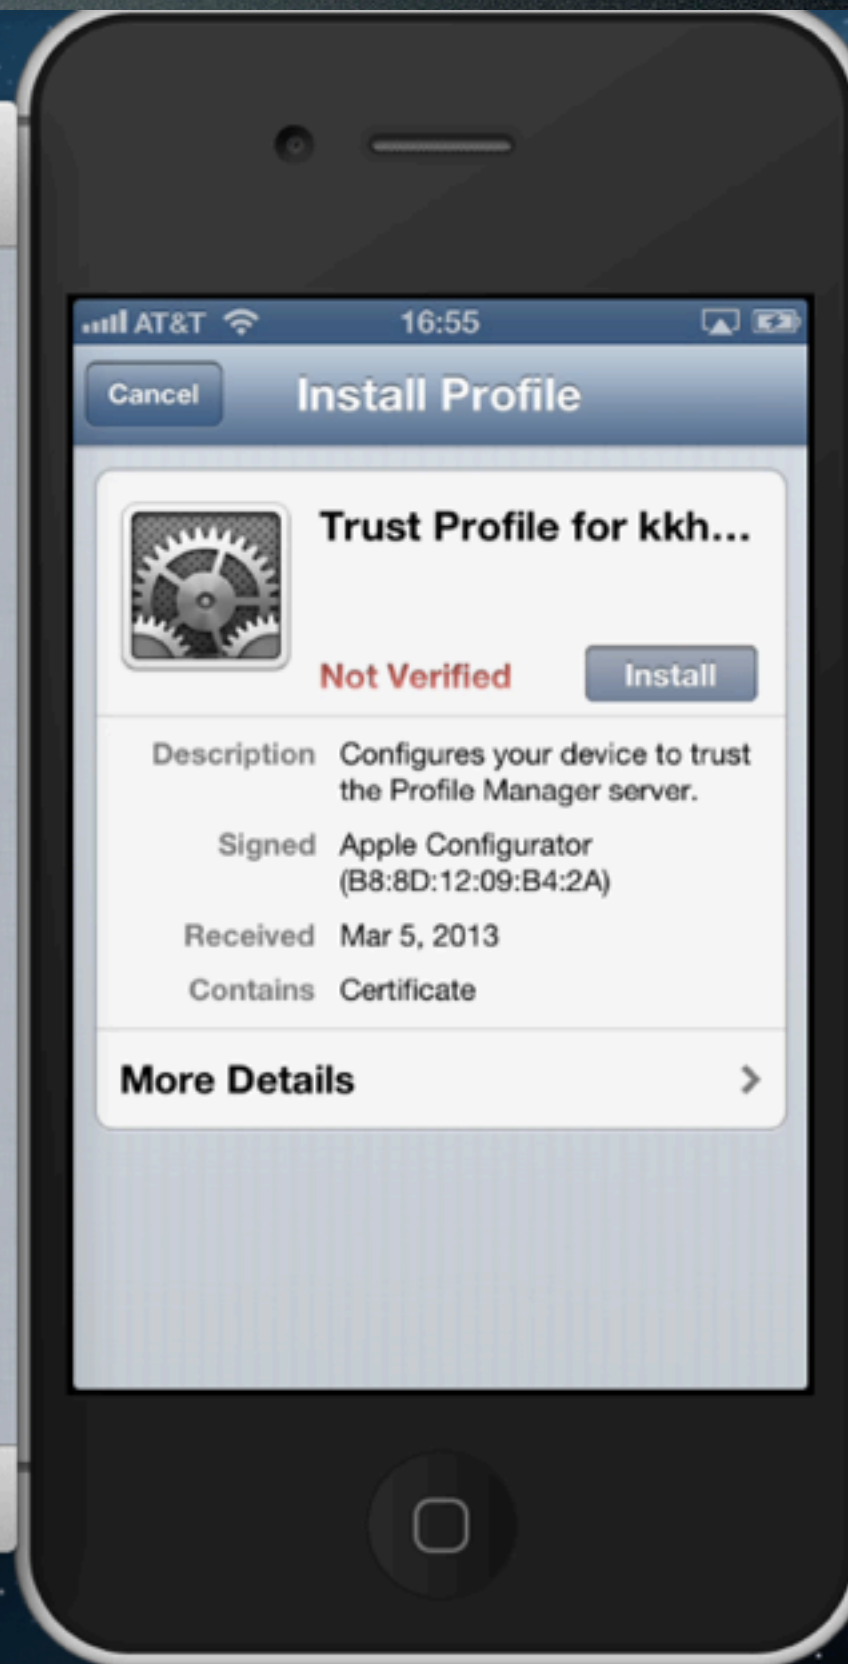 AT&T 16:55
Cancel Install Profile
Trust Profile for kkh...
Not Verified Install
Description Configures your device to trust
the Profile Manager server.
Signed Apple Configurator
(B8:8D:12:09:B4:2A)
Received Mar 5, 2013
Contains Certificate
More Details